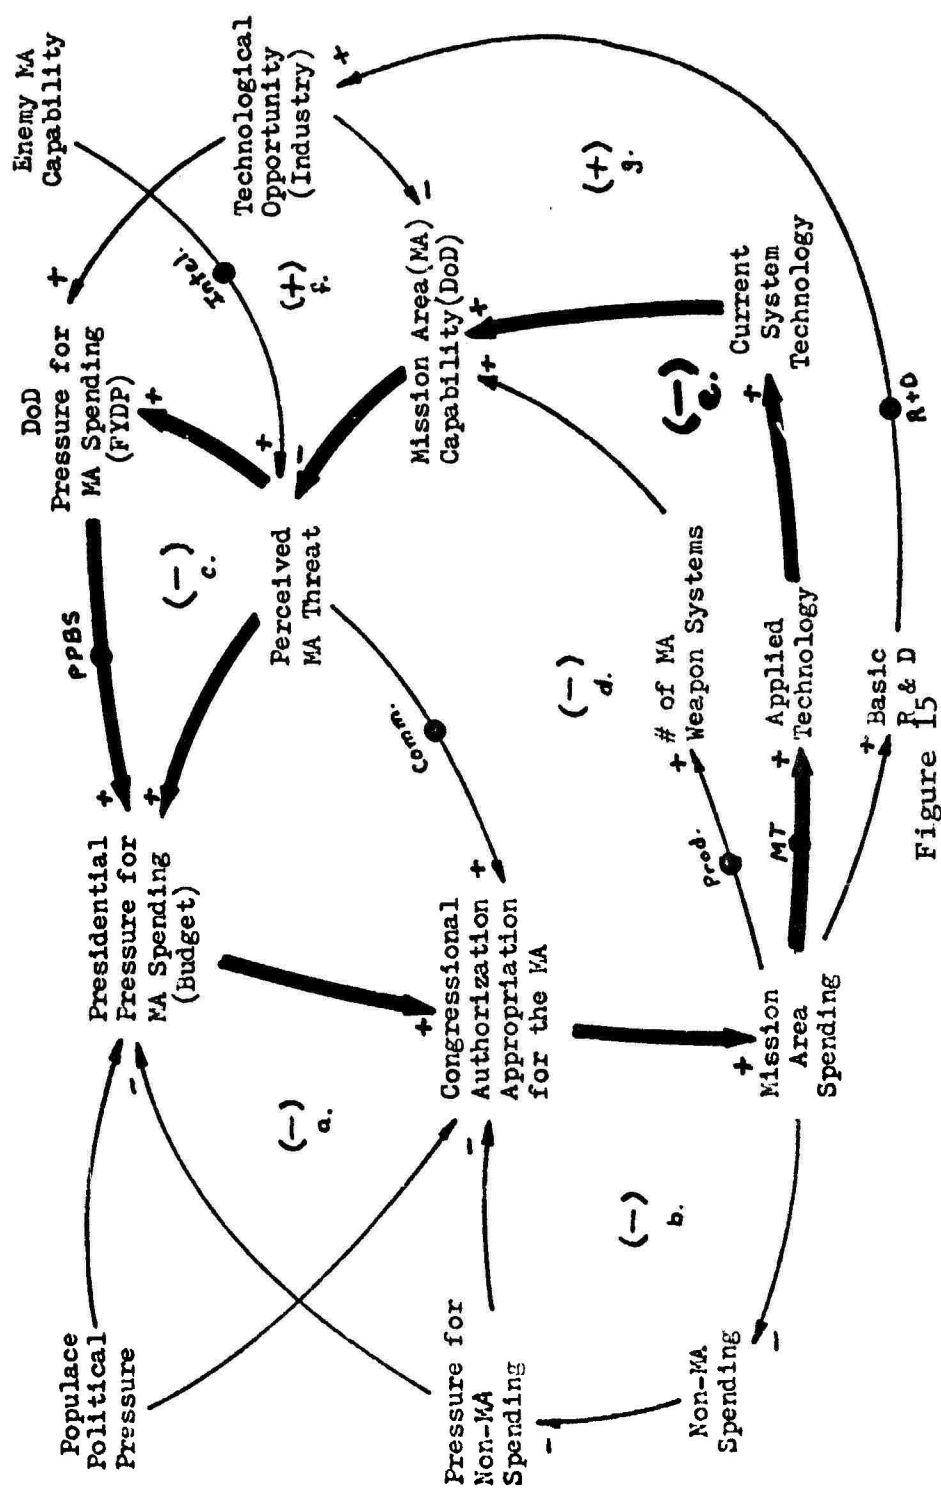 Populace
Political
Pressure
Presidential
Pressure for
MA Spending
(Budget)
+
+
-
PPBS
DoD
Pressure for
MA Spending
(FYDP)
+
+
Enemy MA
Capability
Intel.
Technological
Opportunity
(Industry)
+
(-)
a.
(-)
c.
(+)
f.
Perceived
MA Threat
+
-
Comm.
Pressure for
Non-MA
Spending
-
Congressional
Authorization
Appropriation
for the MA
+
+
-
Mission Area(MA)
Capability(DoD)
-
+
+
(-)
b.
(-)
d.
(-)
e.
(+)
g.
Non-MA
Spending
-
Mission
Area
Spending
+
Prod.
+
# of MA
Weapon Systems
MT
+
Applied
Technology
+
Current
System
Technology
+
Basic
R & D
R+D
Figure 15